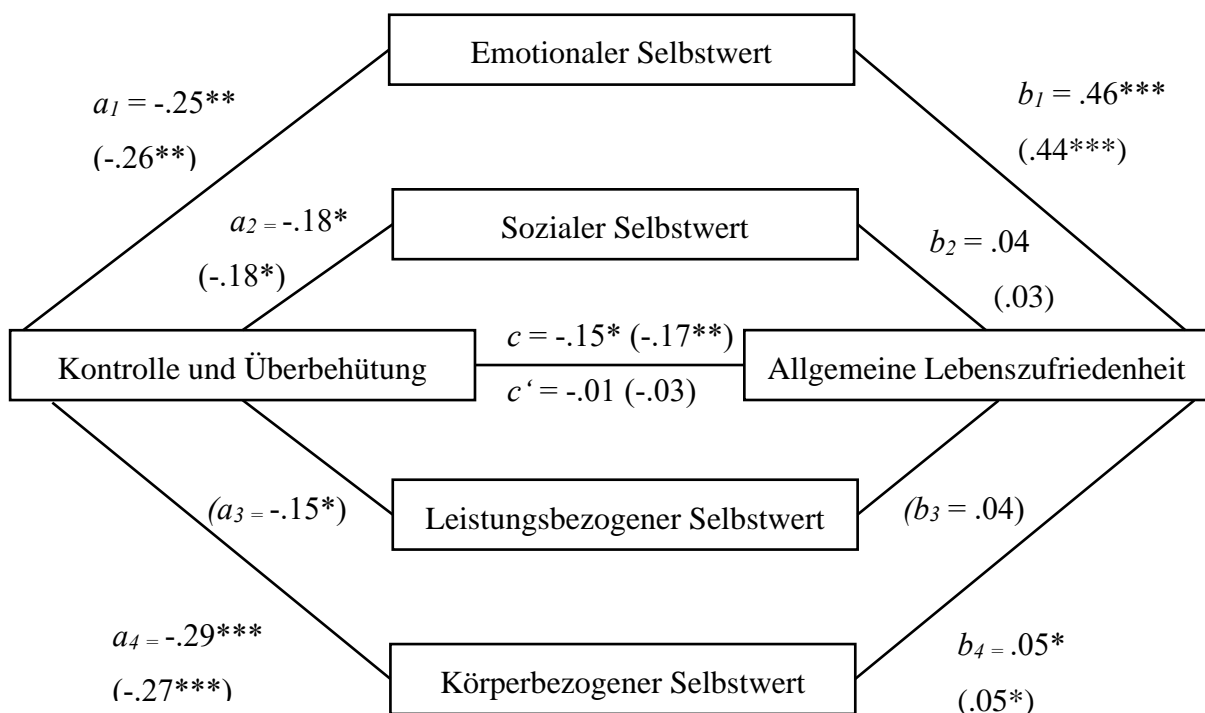 Emotionaler Selbstwert
a1 = -.25**
(-.26**)
b1 = .46***
(.44***)
Sozialer Selbstwert
a2 = -.18*
(-.18*)
b2 = .04
(.03)
Kontrolle und Überbehütung
c = -.15* (-.17**)
c‘ = -.01 (-.03)
Allgemeine Lebenszufriedenheit
(a3 = -.15*)
Leistungsbezogener Selbstwert
(b3 = .04)
a4 = -.29***
(-.27***)
Körperbezogener Selbstwert
b4 = .05*
(.05*)